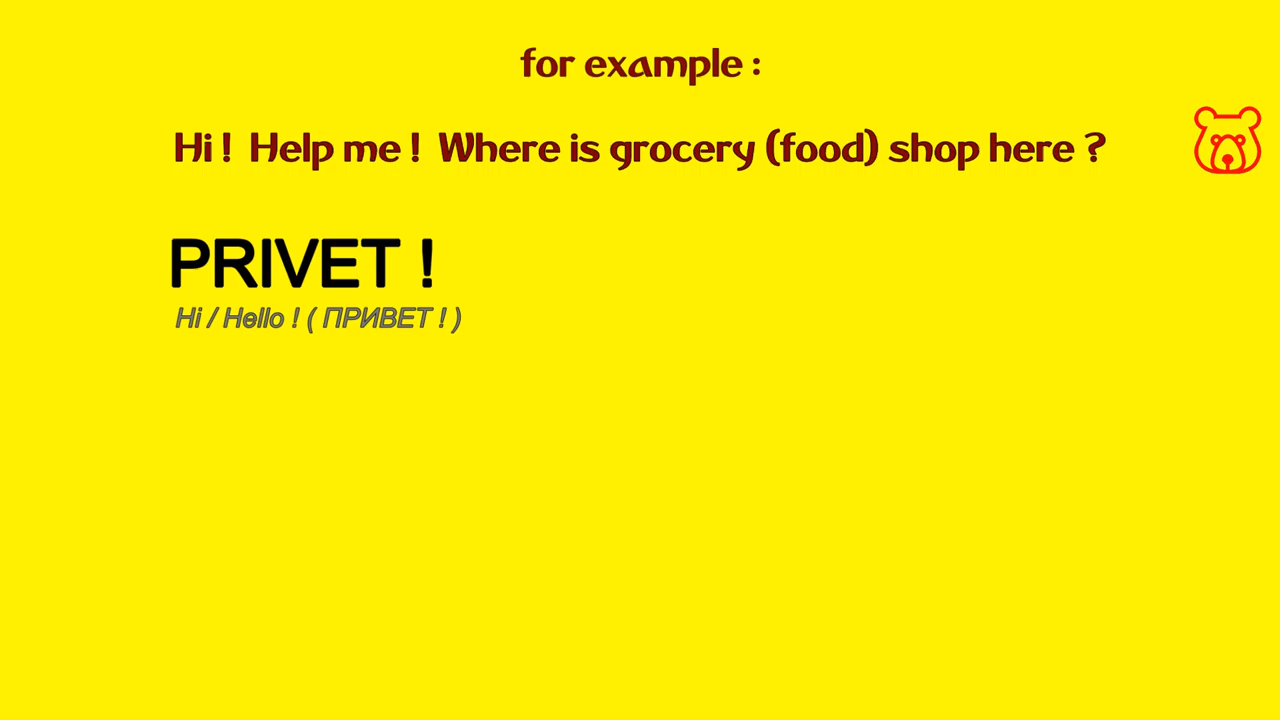 for example :
Hi ! Help me ! Where is grocery (food) shop here ?
PRIVET !
Hi / Hello ! ( ПРИВЕТ ! )